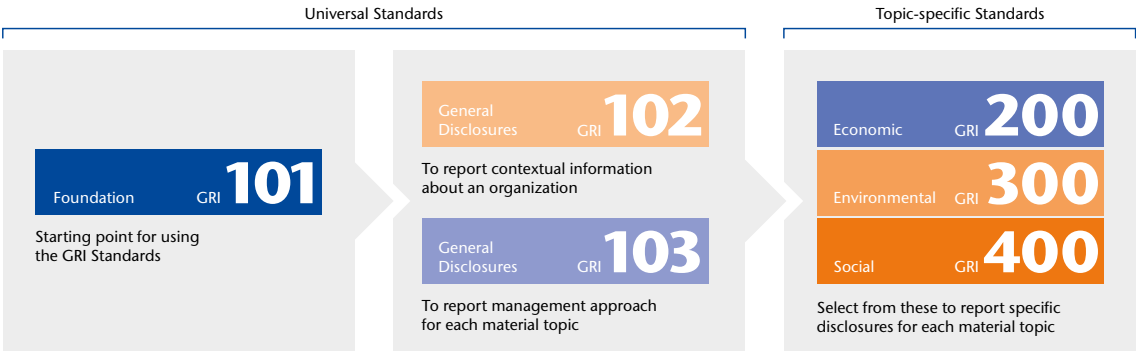 Universal Standards
Topic-specific Standards
Foundation GRI 101
Starting point for using
the GRI Standards
General
Disclosures GRI 102
To report contextual information
about an organization
General
Disclosures GRI 103
To report management approach
for each material topic
Economic GRI 200
Environmental GRI 300
Social GRI 400
Select from these to report specific
disclosures for each material topic